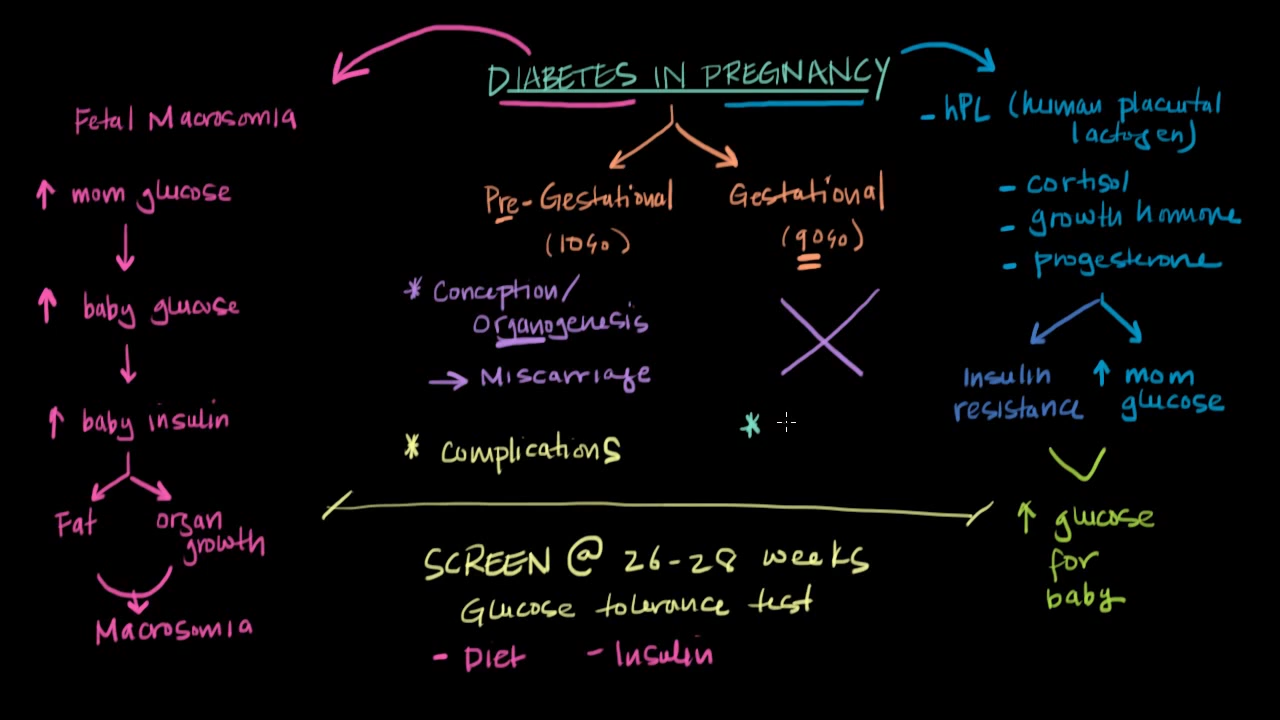 DIABETES IN PREGNANCY
Fetal Macrosomia
↑ mom glucose
↑ baby glucose
↑ baby insulin
Fat
organ
growth
Macrosomia
Pre-Gestational
(10%)
* Conception/
Organogenesis
→ Miscarriage
* Complications
Gestational
(90%)
*
SCREEN @ 26-28 weeks
Glucose tolerance test
- Diet - Insulin
- hPL (human placental
lactogen)
- cortisol
- growth hormone
- progesterone
Insulin
resistance
↑ mom
glucose
↑ glucose
for
baby